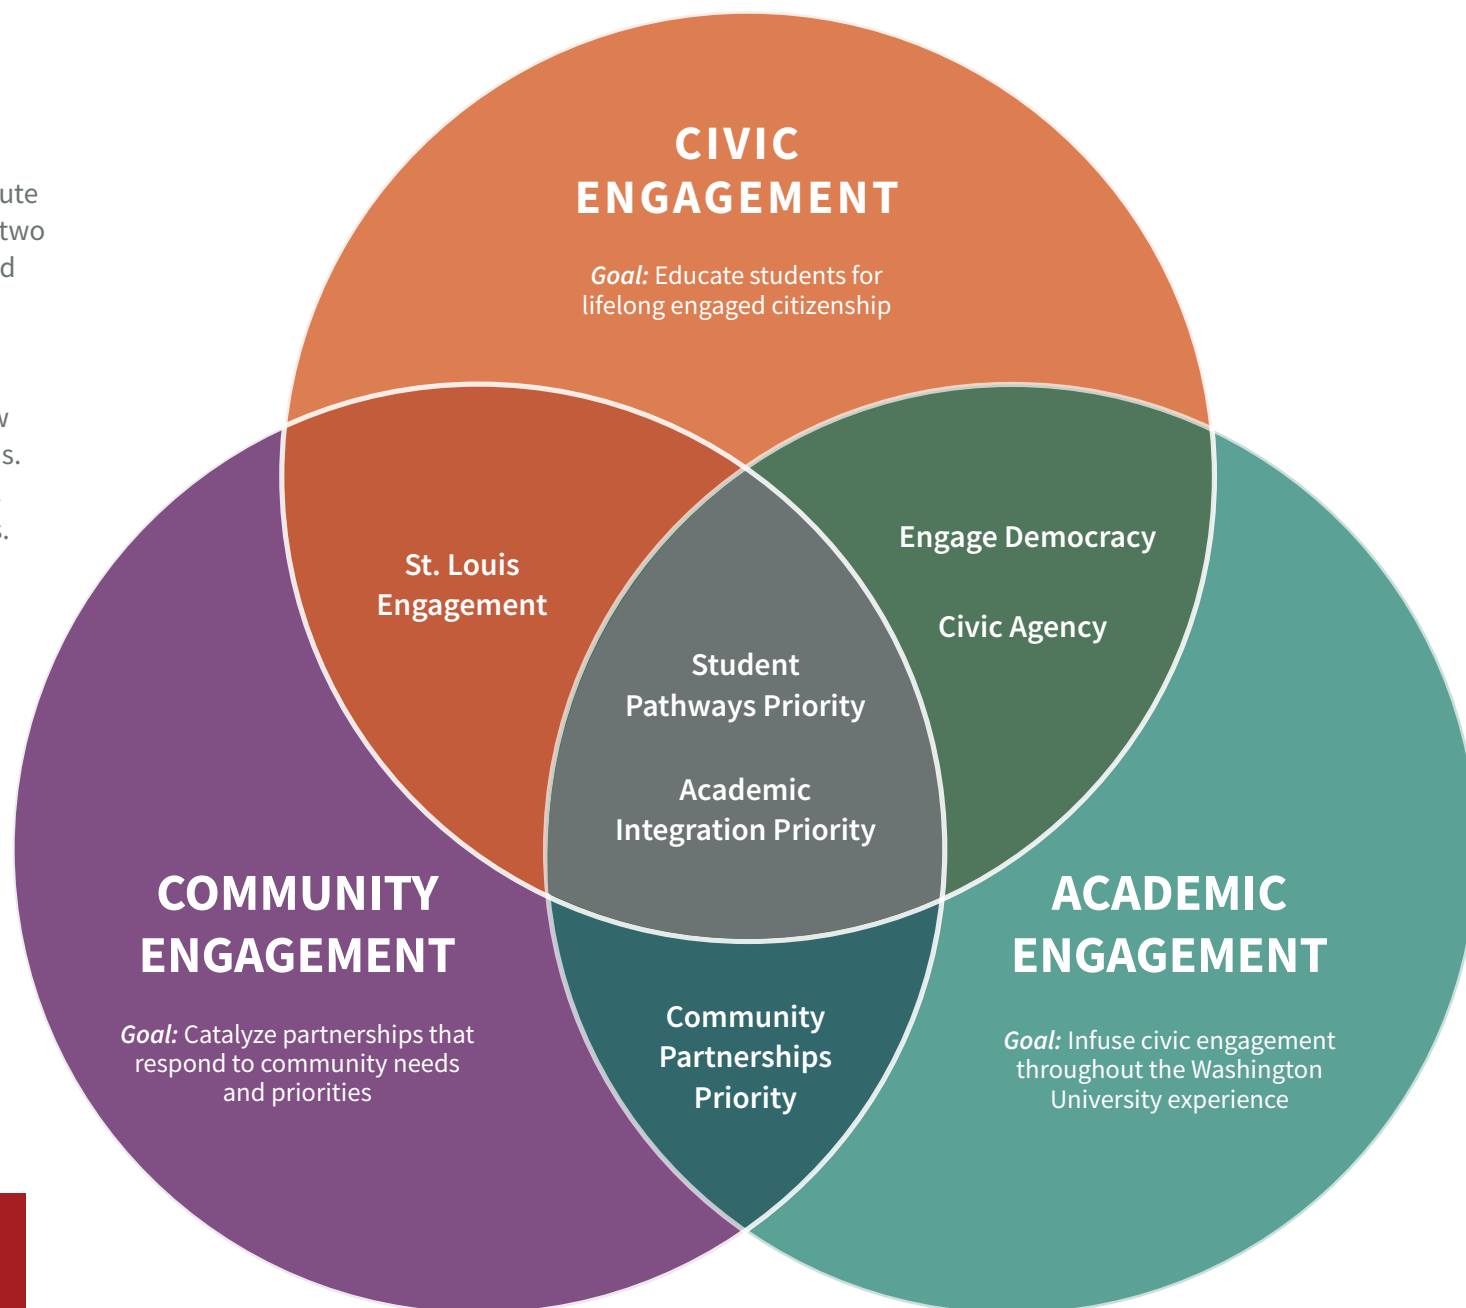 CIVIC
ENGAGEMENT
Goal: Educate students for
lifelong engaged citizenship
two
St. Louis
Engagement
Engage Democracy
Civic Agency
Student
Pathways Priority
Academic
Integration Priority
COMMUNITY
ENGAGEMENT
Goal: Catalyze partnerships that
respond to community needs
and priorities
Community
Partnerships
Priority
ACADEMIC
ENGAGEMENT
Goal: Infuse civic engagement
throughout the Washington
University experience